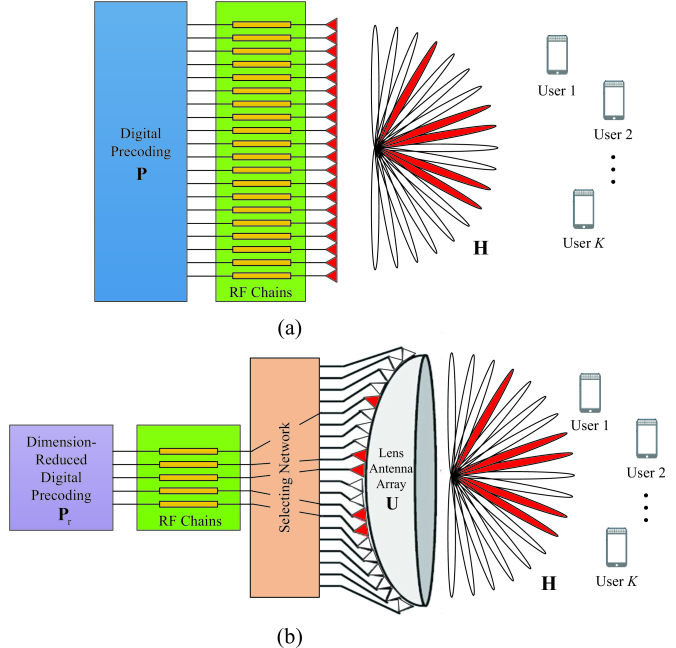 Digital
Precoding
P
RF Chains
User 1
User 2
User K
H
(a)
Dimension-
Reduced
Digital
Precoding
Pr
RF Chains
Selecting Network
Lens
Antenna
Array
U
User 1
User 2
User K
H
(b)